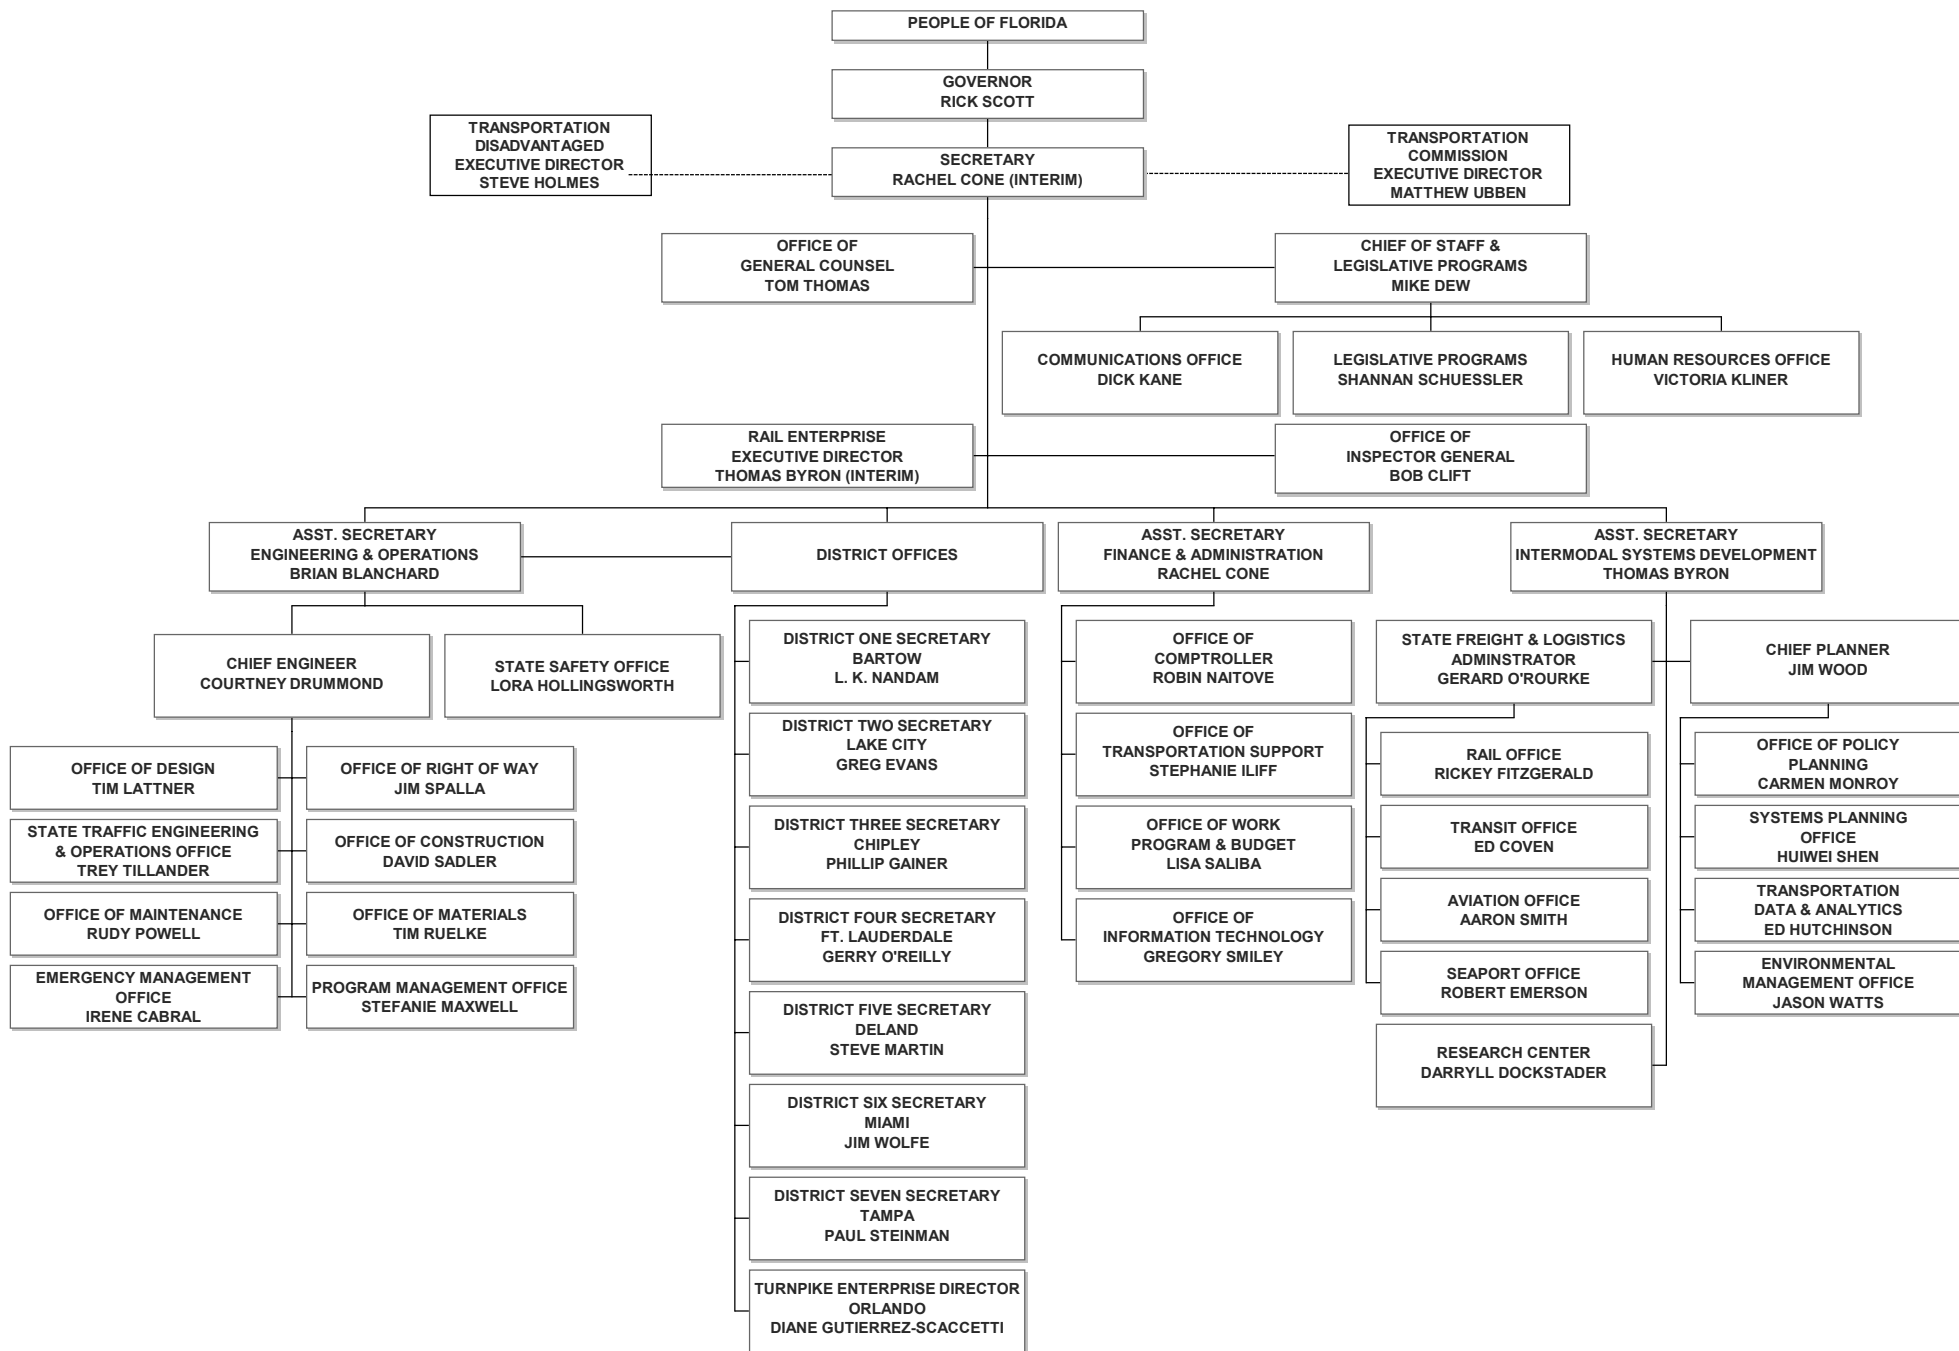 PEOPLE OF FLORIDA
GOVERNOR
RICK SCOTT
TRANSPORTATION
DISADVANTAGED
EXECUTIVE DIRECTOR
STEVE HOLMES
SECRETARY
RACHEL CONE (INTERIM)
TRANSPORTATION
COMMISSION
EXECUTIVE DIRECTOR
MATTHEW UBBEN
OFFICE OF
GENERAL COUNSEL
TOM THOMAS
CHIEF OF STAFF &
LEGISLATIVE PROGRAMS
MIKE DEW
COMMUNICATIONS OFFICE
DICK KANE
LEGISLATIVE PROGRAMS
SHANNAN SCHUESSLER
HUMAN RESOURCES OFFICE
VICTORIA KLINER
RAIL ENTERPRISE
EXECUTIVE DIRECTOR
THOMAS BYRON (INTERIM)
OFFICE OF
INSPECTOR GENERAL
BOB CLIFT
ASST. SECRETARY
ENGINEERING & OPERATIONS
BRIAN BLANCHARD
DISTRICT OFFICES
ASST. SECRETARY
FINANCE & ADMINISTRATION
RACHEL CONE
ASST. SECRETARY
INTERMODAL SYSTEMS DEVELOPMENT
THOMAS BYRON
CHIEF ENGINEER
COURTNEY DRUMMOND
STATE SAFETY OFFICE
LORA HOLLINGSWORTH
OFFICE OF DESIGN
TIM LATTNER
OFFICE OF RIGHT OF WAY
JIM SPALLA
STATE TRAFFIC ENGINEERING
& OPERATIONS OFFICE
TREY TILLANDER
OFFICE OF CONSTRUCTION
DAVID SADLER
OFFICE OF MAINTENANCE
RUDY POWELL
OFFICE OF MATERIALS
TIM RUELKE
EMERGENCY MANAGEMENT
OFFICE
IRENE CABRAL
PROGRAM MANAGEMENT OFFICE
STEFANIE MAXWELL
DISTRICT ONE SECRETARY
BARTOW
L. K. NANDAM
DISTRICT TWO SECRETARY
LAKE CITY
GREG EVANS
DISTRICT THREE SECRETARY
CHIPLEY
PHILLIP GAINER
DISTRICT FOUR SECRETARY
FT. LAUDERDALE
GERRY O'REILLY
DISTRICT FIVE SECRETARY
DELAND
STEVE MARTIN
DISTRICT SIX SECRETARY
MIAMI
JIM WOLFE
DISTRICT SEVEN SECRETARY
TAMPA
PAUL STEINMAN
TURNPIKE ENTERPRISE DIRECTOR
ORLANDO
DIANE GUTIERREZ-SCACCETTI
OFFICE OF
COMPTROLLER
ROBIN NAITOVE
OFFICE OF
TRANSPORTATION SUPPORT
STEPHANIE ILIFF
OFFICE OF WORK
PROGRAM & BUDGET
LISA SALIBA
OFFICE OF
INFORMATION TECHNOLOGY
GREGORY SMILEY
STATE FREIGHT & LOGISTICS
ADMINSTRATOR
GERARD O'ROURKE
CHIEF PLANNER
JIM WOOD
RAIL OFFICE
RICKEY FITZGERALD
TRANSIT OFFICE
ED COVEN
AVIATION OFFICE
AARON SMITH
SEAPORT OFFICE
ROBERT EMERSON
RESEARCH CENTER
DARRYLL DOCKSTADER
OFFICE OF POLICY
PLANNING
CARMEN MONROY
SYSTEMS PLANNING
OFFICE
HUIWEI SHEN
TRANSPORTATION
DATA & ANALYTICS
ED HUTCHINSON
ENVIRONMENTAL
MANAGEMENT OFFICE
JASON WATTS